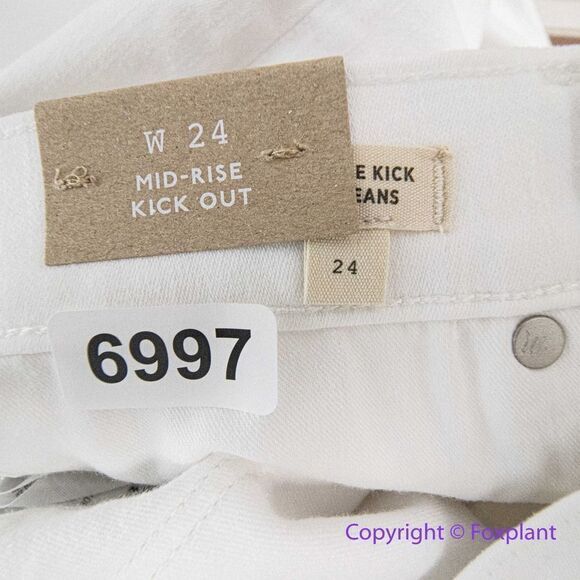 W 24
MID-RISE
KICK OUT
E KICK
EANS
24
6997
Copyright © Foxplant